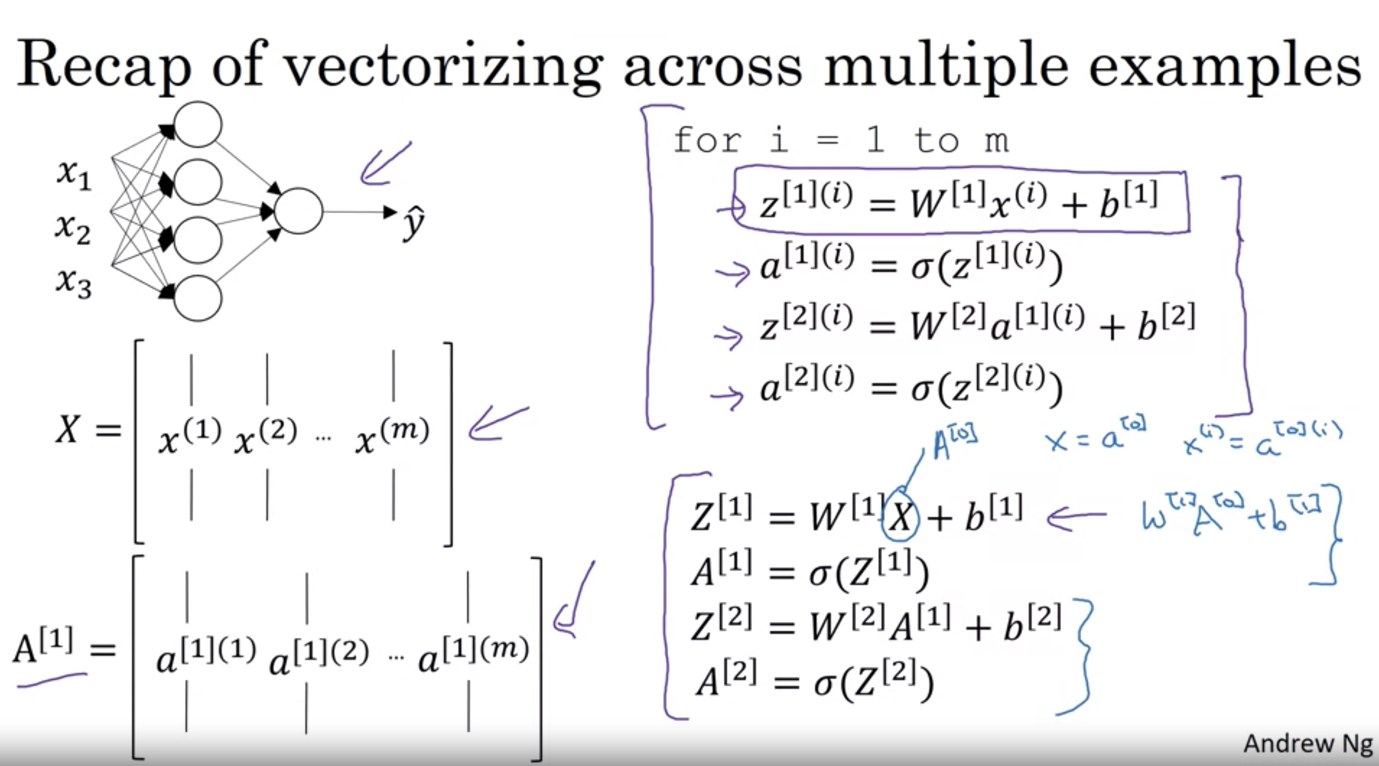 Recap of vectorizing across multiple examples
x₁
x₂
x₃
ŷ
X = [ x⁽¹⁾ x⁽²⁾ … x⁽ᵐ⁾ ]
A[1] = [ a[1](1) a[1](2) … a[1](m) ]
for i = 1 to m
z[1](i) = W[1]x(i) + b[1]
a[1](i) = σ(z[1](i))
z[2](i) = W[2]a[1](i) + b[2]
a[2](i) = σ(z[2](i))
A[0] x = a[0] x(i) = a[0](i)
Z[1] = W[1]X + b[1] ← W[1]A[0]+b[1]
A[1] = σ(Z[1])
Z[2] = W[2]A[1] + b[2]
A[2] = σ(Z[2])
Andrew Ng